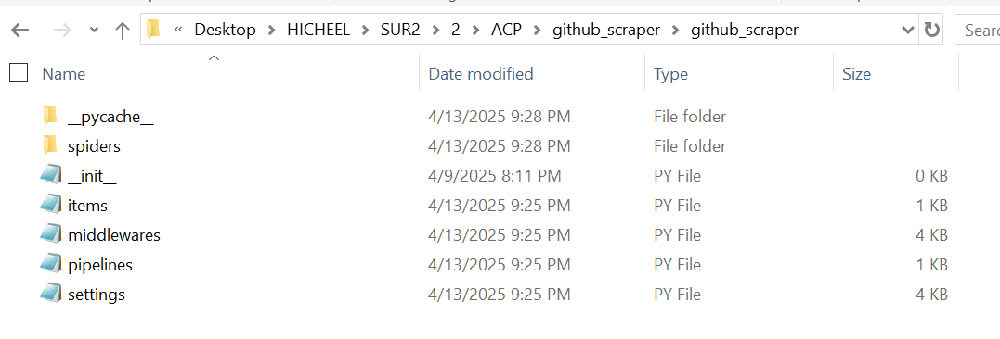 « Desktop > HICHEEL > SUR2 > 2 > ACP > github_scraper > github_scraper Searc
Name Date modified Type Size
__pycache__ 4/13/2025 9:28 PM File folder
spiders 4/13/2025 9:28 PM File folder
__init__ 4/9/2025 8:11 PM PY File 0 KB
items 4/13/2025 9:25 PM PY File 1 KB
middlewares 4/13/2025 9:25 PM PY File 4 KB
pipelines 4/13/2025 9:25 PM PY File 1 KB
settings 4/13/2025 9:25 PM PY File 4 KB